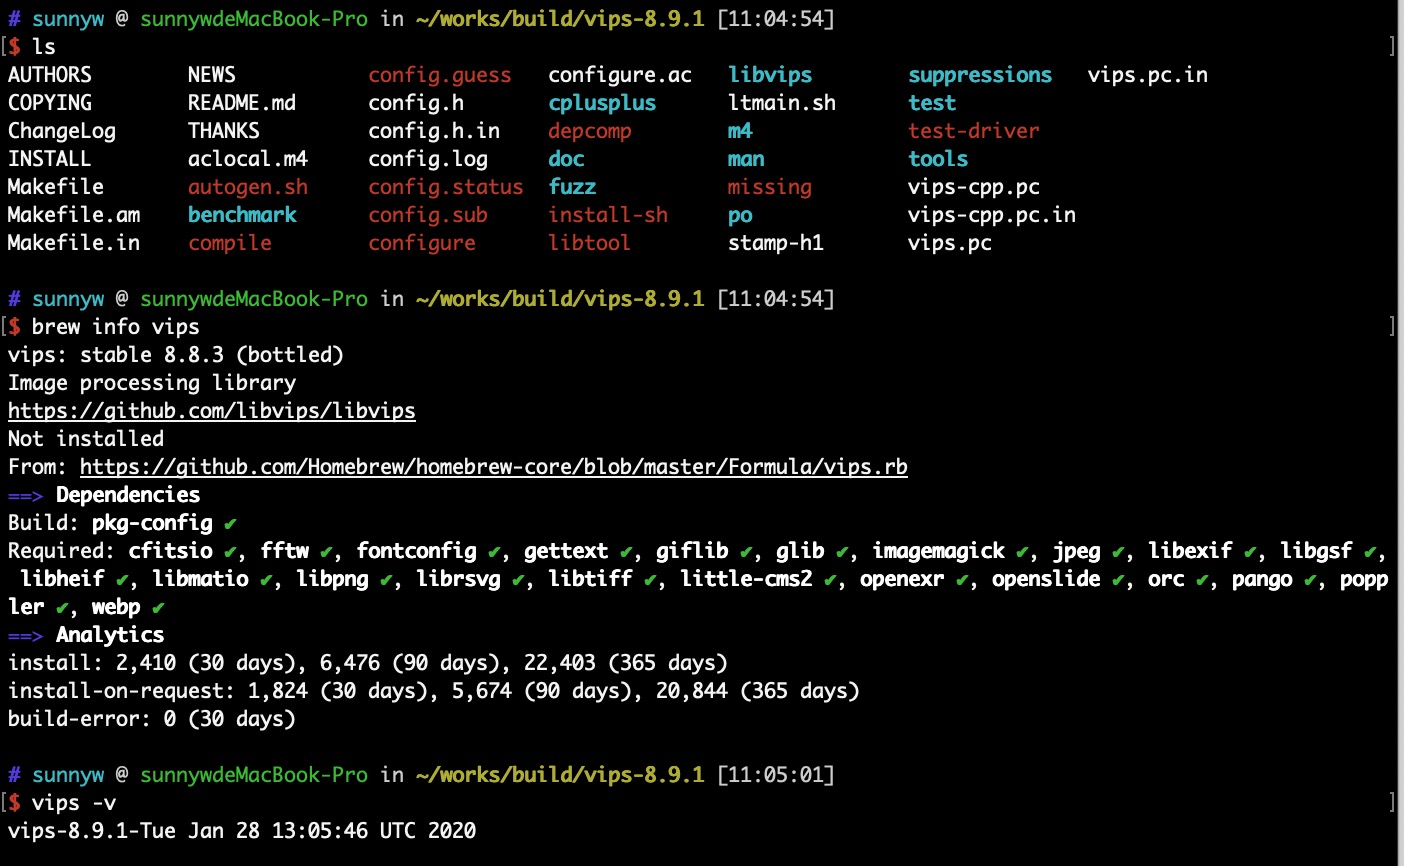 # sunnyw @ sunnywdeMacBook-Pro in ~/works/build/vips-8.9.1 [11:04:54]
[$ ls ]
AUTHORS NEWS config.guess configure.ac libvips suppressions vips.pc.in
COPYING README.md config.h cplusplus ltmain.sh test
ChangeLog THANKS config.h.in depcomp m4 test-driver
INSTALL aclocal.m4 config.log doc man tools
Makefile autogen.sh config.status fuzz missing vips-cpp.pc
Makefile.am benchmark config.sub install-sh po vips-cpp.pc.in
Makefile.in compile configure libtool stamp-h1 vips.pc
# sunnyw @ sunnywdeMacBook-Pro in ~/works/build/vips-8.9.1 [11:04:54]
[$ brew info vips ]
vips: stable 8.8.3 (bottled)
Image processing library
https://github.com/libvips/libvips
Not installed
From: https://github.com/Homebrew/homebrew-core/blob/master/Formula/vips.rb
==> Dependencies
Build: pkg-config ✔
Required: cfitsio ✔, fftw ✔, fontconfig ✔, gettext ✔, giflib ✔, glib ✔, imagemagick ✔, jpeg ✔, libexif ✔, libgsf ✔,
libheif ✔, libmatio ✔, libpng ✔, librsvg ✔, libtiff ✔, little-cms2 ✔, openexr ✔, openslide ✔, orc ✔, pango ✔, popp
ler ✔, webp ✔
==> Analytics
install: 2,410 (30 days), 6,476 (90 days), 22,403 (365 days)
install-on-request: 1,824 (30 days), 5,674 (90 days), 20,844 (365 days)
build-error: 0 (30 days)
# sunnyw @ sunnywdeMacBook-Pro in ~/works/build/vips-8.9.1 [11:05:01]
[$ vips -v ]
vips-8.9.1-Tue Jan 28 13:05:46 UTC 2020